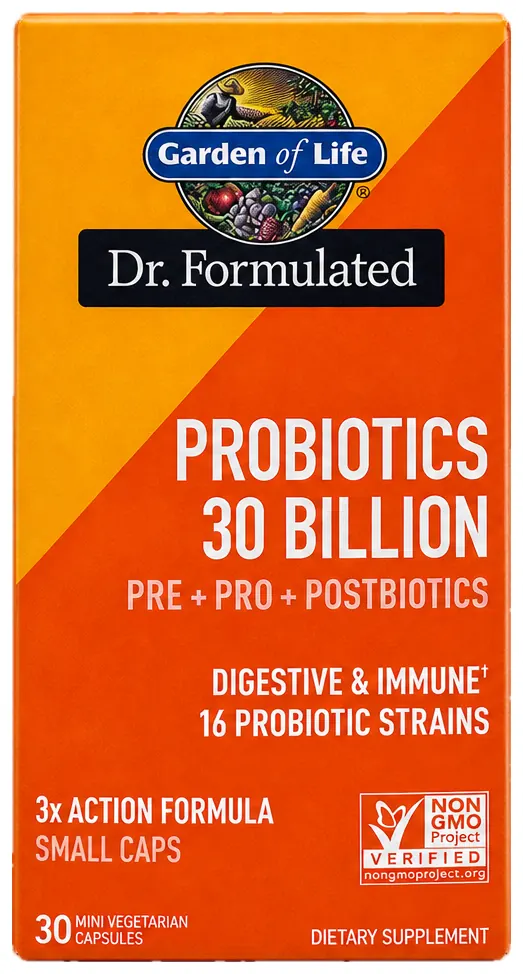 Garden of Life
®
Dr. Formulated
PROBIOTICS
30 BILLION
PRE + PRO + POSTBIOTICS
DIGESTIVE & IMMUNE†
16 PROBIOTIC STRAINS
3x ACTION FORMULA
SMALL CAPS
NON
GMO
Project
VERIFIED
nongmoproject.org
30 MINI VEGETARIAN
CAPSULES
DIETARY SUPPLEMENT